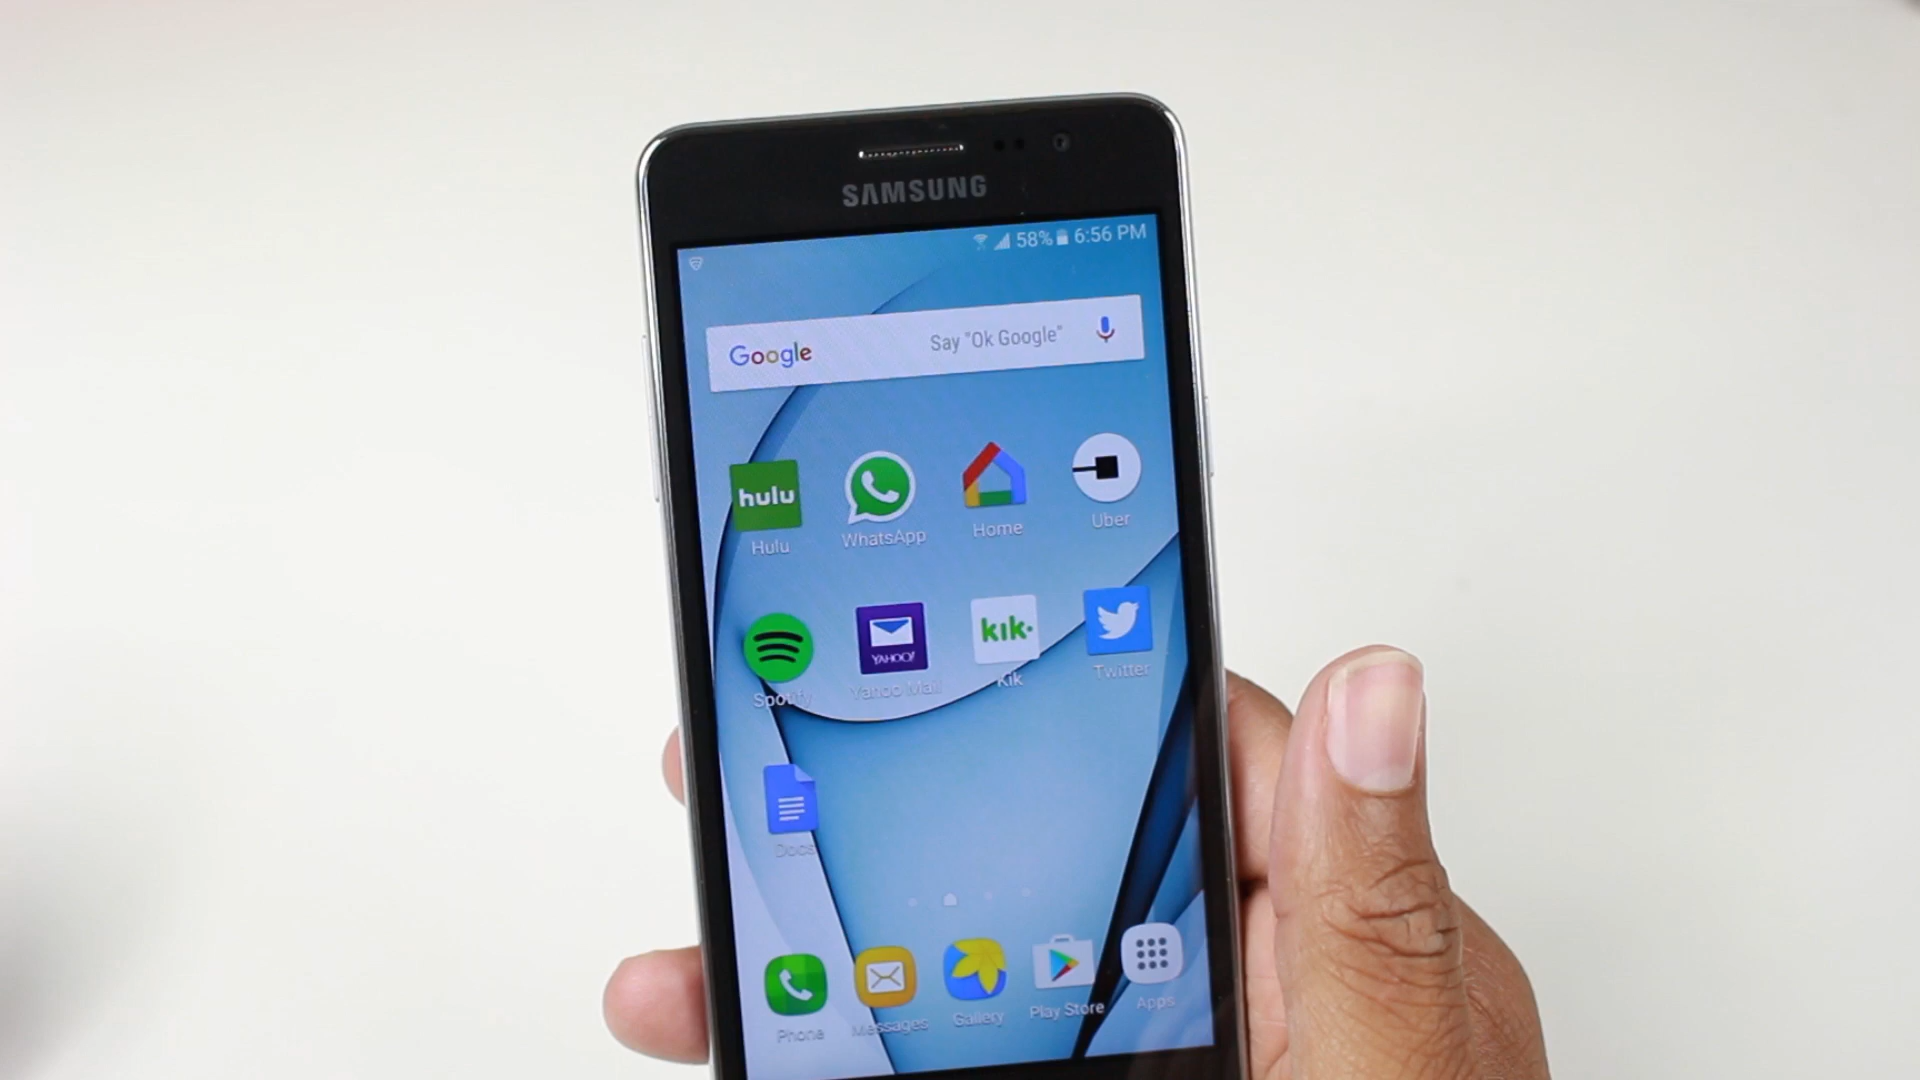 SAMSUNG
58% 6:56 PM
Google Say "Ok Google"
hulu
Hulu WhatsApp Home Uber
YAHOO! kik·
Spotify Yahoo Mail Kik Twitter
Docs
Phone Messages Gallery Play Store Apps